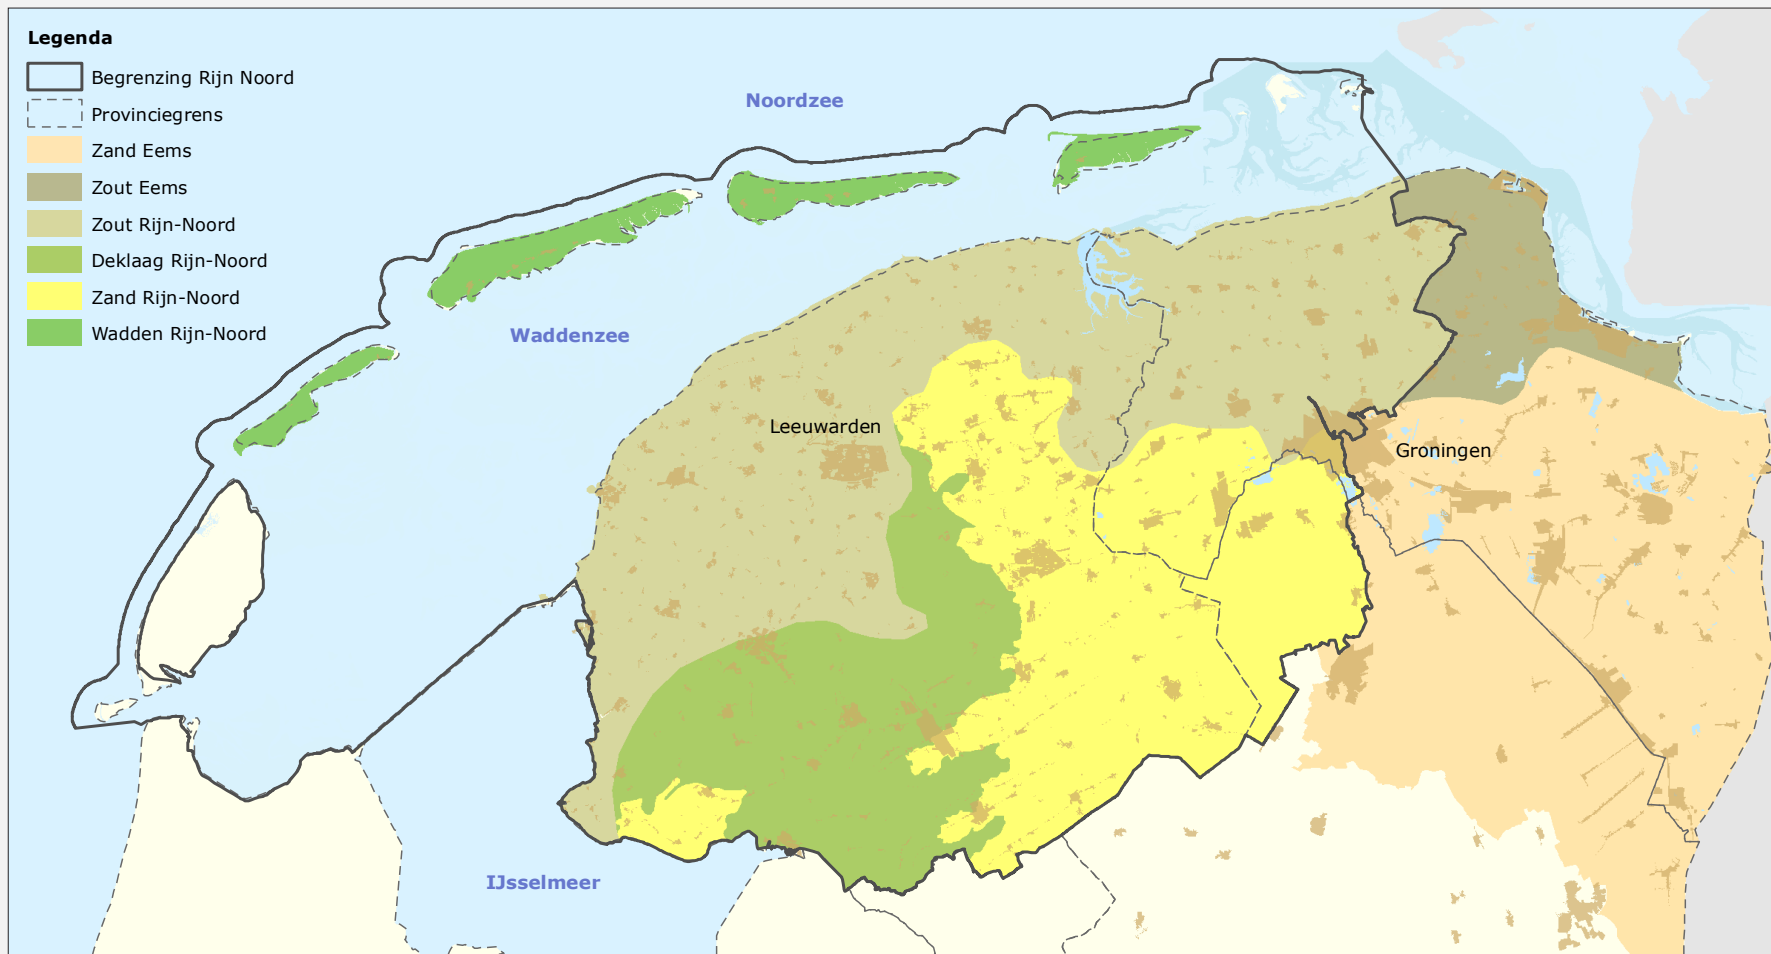 Legenda
Begrenzing Rijn Noord
Provinciegrens
Zand Eems
Zout Eems
Zout Rijn-Noord
Deklaag Rijn-Noord
Zand Rijn-Noord
Wadden Rijn-Noord
Noordzee
Waddenzee
Leeuwarden
Groningen
IJsselmeer